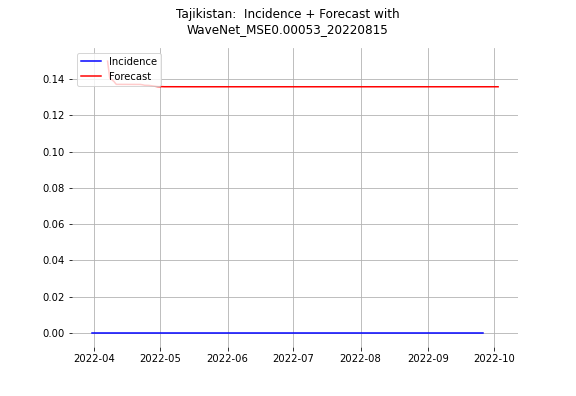 Tajikistan:  Incidence + Forecast with
WaveNet_MSE0.00053_20220815
Incidence
Forecast
0.14
0.12
0.10
0.08
0.06
0.04
0.02
0.00
2022-04 2022-05 2022-06 2022-07 2022-08 2022-09 2022-10